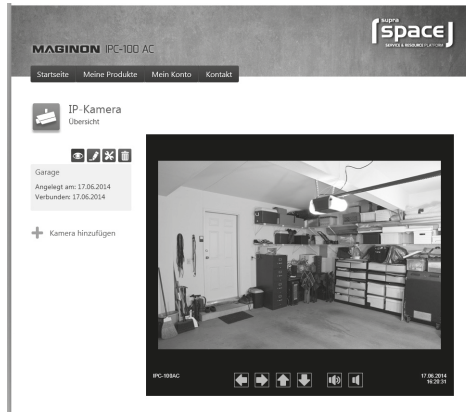 supra
space
SERVICE & RESOURCE PLATFORM
MAGINON IPC-100 AC
Startseite Meine Produkte Mein Konto Kontakt
IP-Kamera
Übersicht
Garage
Angelegt am: 17.06.2014
Verbunden: 17.06.2014
Kamera hinzufügen
IPC-100AC
17.06.2014
16:20:31